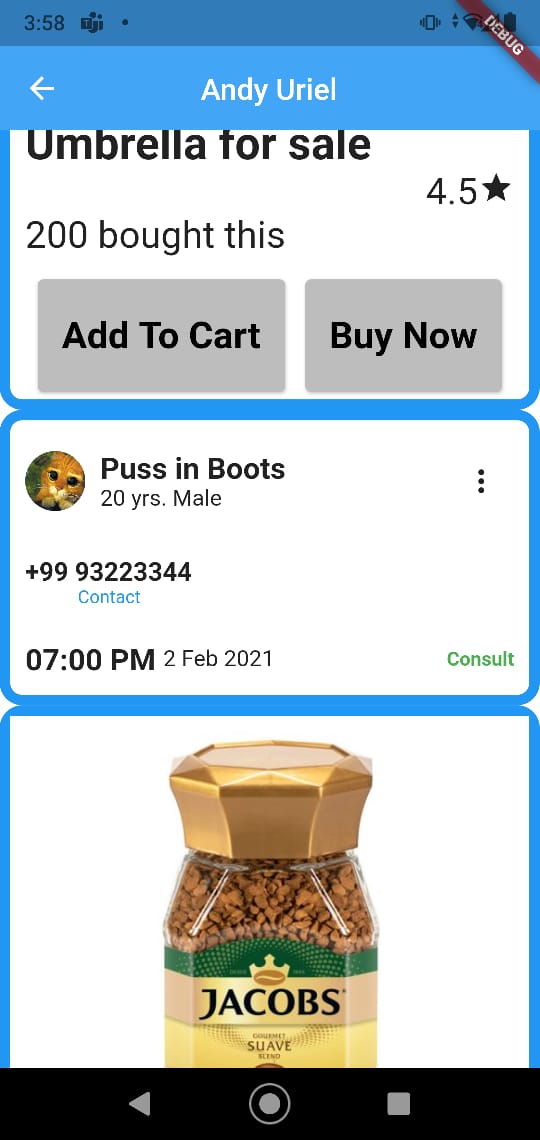 3:58
DEBUG
Andy Uriel
Umbrella for sale
4.5
200 bought this
Add To Cart
Buy Now
Puss in Boots
20 yrs. Male
+99 93223344
Contact
07:00 PM 2 Feb 2021
Consult
JACOBS
GOURMET
SUAVE
BLEND